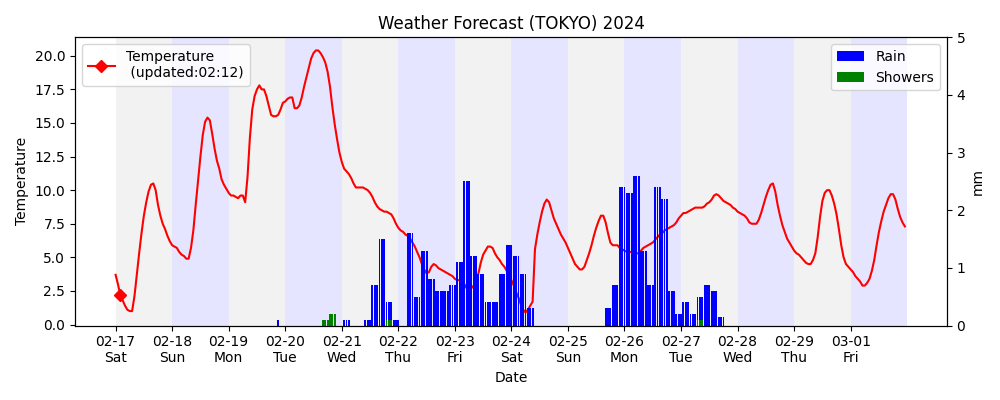 Weather Forecast (TOKYO) 2024
Temperature
(updated:02:12)
Rain
Showers
Temperature
20.0
17.5
15.0
12.5
10.0
7.5
5.0
2.5
0.0
5
4
3
2
1
0
mm
02-17 02-18 02-19 02-20 02-21 02-22 02-23 02-24 02-25 02-26 02-27 02-28 02-29 03-01
Sat Sun Mon Tue Wed Thu Fri Sat Sun Mon Tue Wed Thu Fri
Date